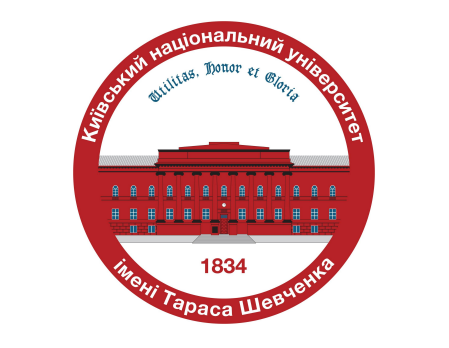 Київський національний університет
Utilitas, Honor et Gloria
1834
імені Тараса Шевченка